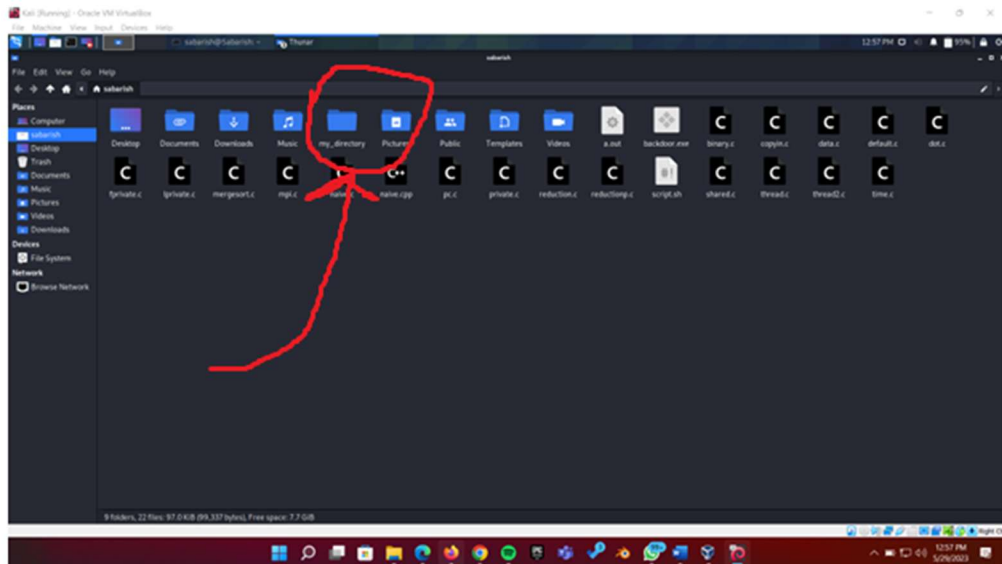 Kali [Running] - Oracle VM VirtualBox
File Machine View Input Devices Help
sabarish@Sabarish: ~ Thunar 12:57 PM 95%
sabarish
File Edit View Go Help
sabarish
Places
Computer
sabarish
Desktop
Trash
Documents
Music
Pictures
Videos
Downloads
Devices
File System
Network
Browse Network
Desktop Documents Downloads Music my_directory Pictures Public Templates Videos a.out backdoor.exe binary.c copyin.c data.c default.c dot.c
fprivate.c lprivate.c mergesort.c mpi.c naive.c naive.cpp pc.c private.c reduction.c reductionp.c script.sh shared.c thread.c thread2.c time.c
9 folders, 22 files: 97.0 KiB (99,337 bytes), Free space: 7.7 GiB
Right C
12:57 PM
5/29/2023